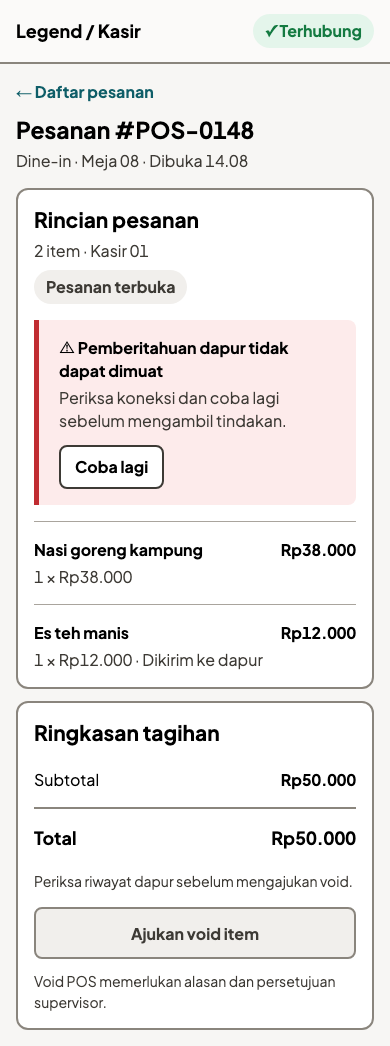 Legend / Kasir
✓Terhubung
←Daftar pesanan
Pesanan #POS-0148
Dine-in · Meja 08 · Dibuka 14.08
Rincian pesanan
2 item · Kasir 01
Pesanan terbuka
⚠ Pemberitahuan dapur tidak
dapat dimuat
Periksa koneksi dan coba lagi
sebelum mengambil tindakan.
Coba lagi
Nasi goreng kampung Rp38.000
1 × Rp38.000
Es teh manis Rp12.000
1 × Rp12.000 · Dikirim ke dapur
Ringkasan tagihan
Subtotal Rp50.000
Total Rp50.000
Periksa riwayat dapur sebelum mengajukan void.
Ajukan void item
Void POS memerlukan alasan dan persetujuan
supervisor.